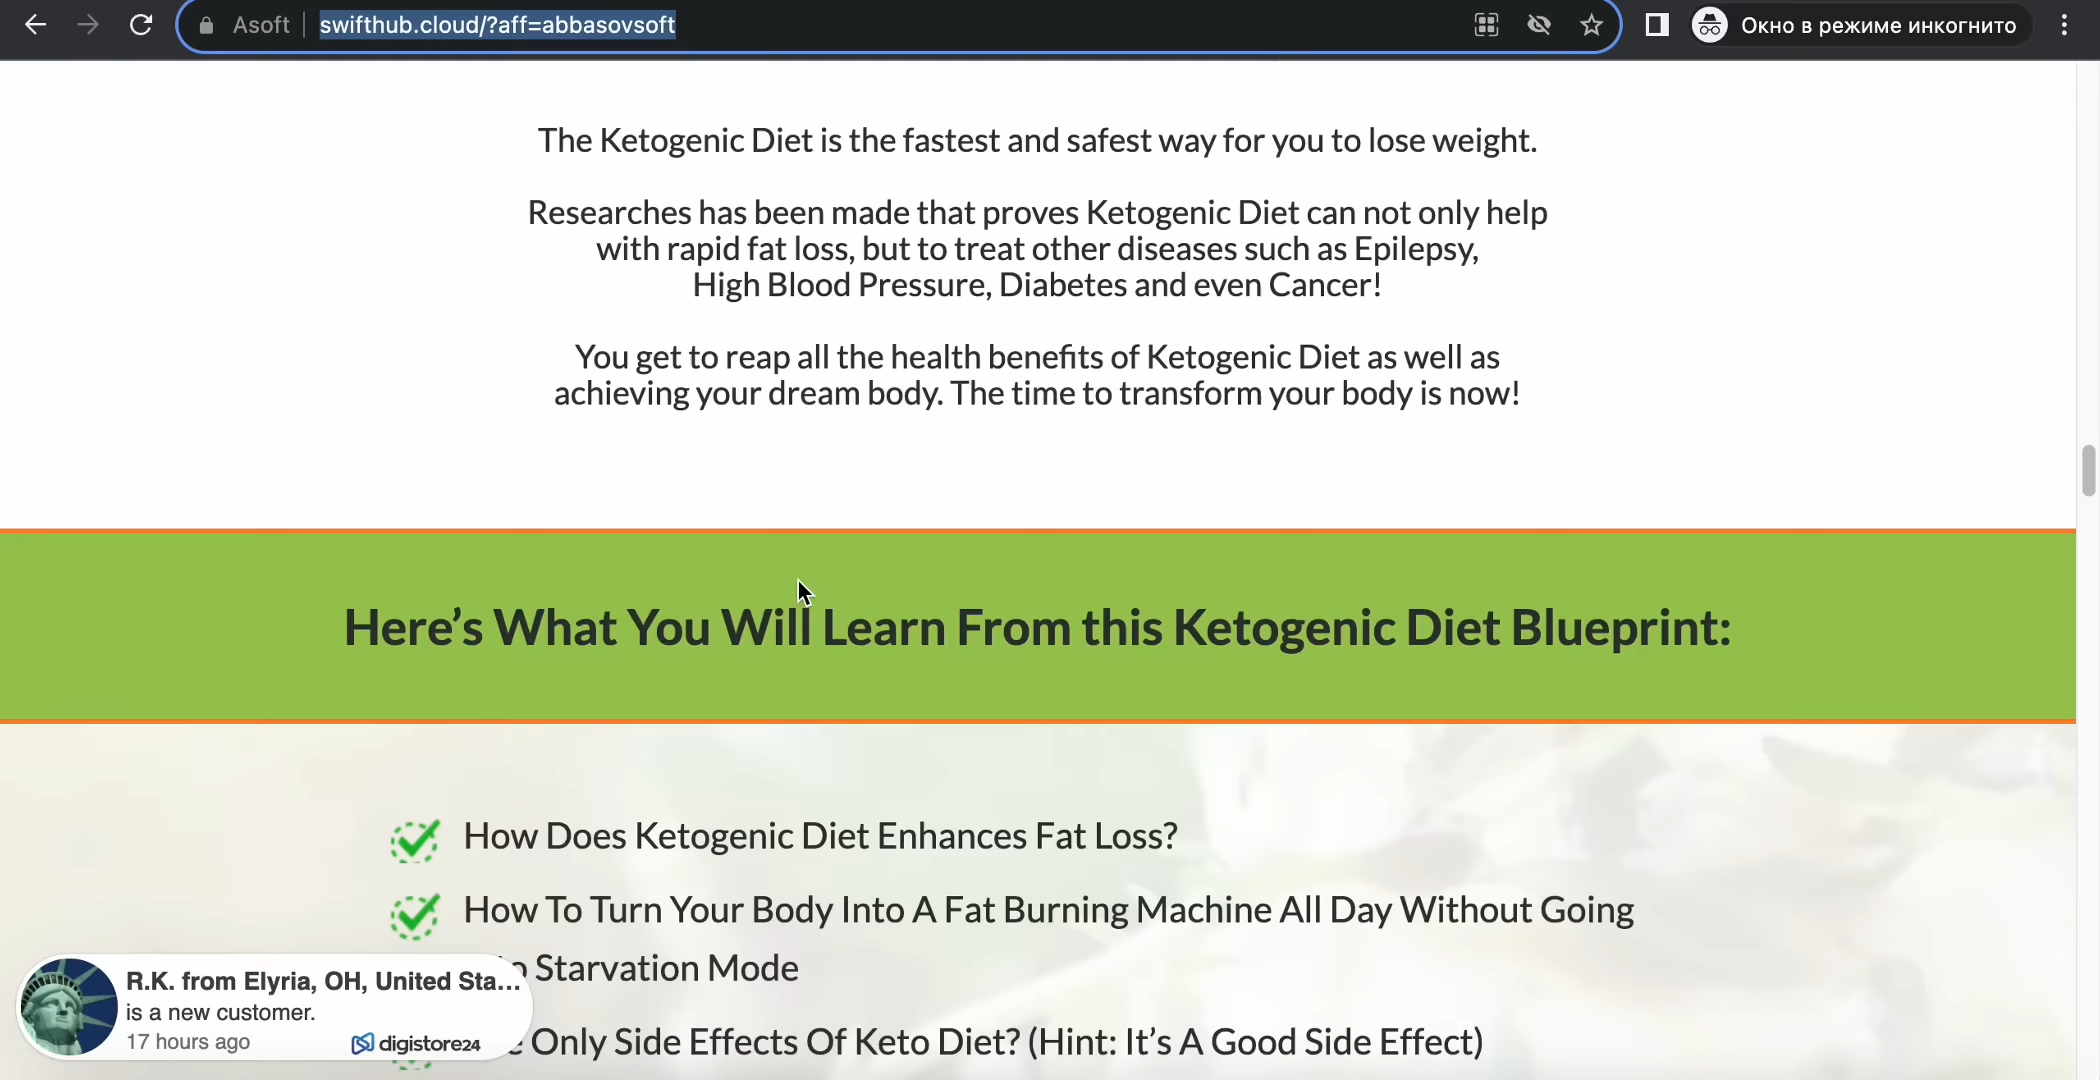 Asoft
swifthub.cloud/?aff=abbasovsoft
Окно в режиме инкогнито
The Ketogenic Diet is the fastest and safest way for you to lose weight.
Researches has been made that proves Ketogenic Diet can not only help
with rapid fat loss, but to treat other diseases such as Epilepsy,
High Blood Pressure, Diabetes and even Cancer!
You get to reap all the health benefits of Ketogenic Diet as well as
achieving your dream body. The time to transform your body is now!
Here’s What You Will Learn From this Ketogenic Diet Blueprint:
How Does Ketogenic Diet Enhances Fat Loss?
How To Turn Your Body Into A Fat Burning Machine All Day Without Going
Starvation Mode
Only Side Effects Of Keto Diet? (Hint: It’s A Good Side Effect)
R.K. from Elyria, OH, United Sta...
is a new customer.
17 hours ago
digistore24